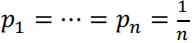 p₁ = ⋯ = pₙ = 1/n